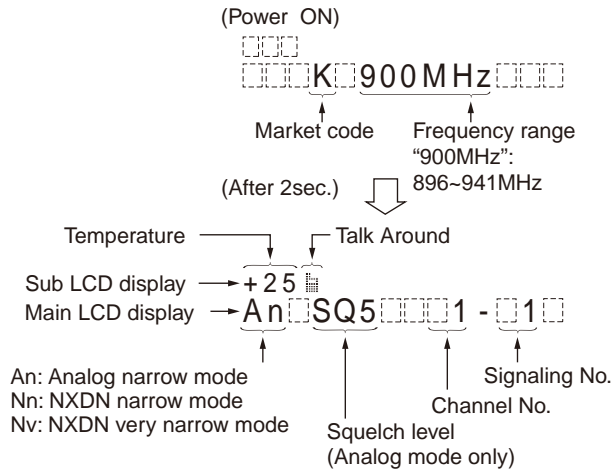 (Power ON)
K 900MHz
Market code
Frequency range
“900MHz”:
896~941MHz
(After 2sec.)
Temperature
Talk Around
Sub LCD display
+25
Main LCD display
An SQ5 1 - 1
An: Analog narrow mode
Nn: NXDN narrow mode
Nv: NXDN very narrow mode
Signaling No.
Channel No.
Squelch level
(Analog mode only)